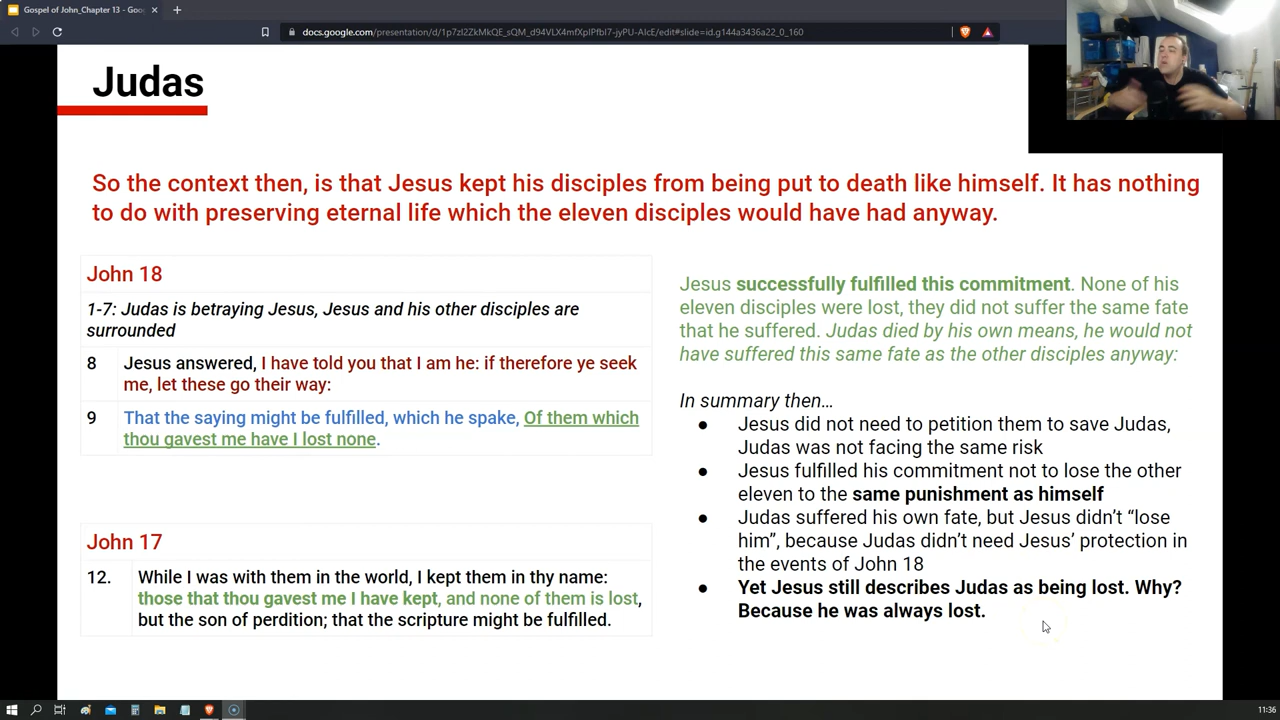 Gospel of John_Chapter 13 - Goo
docs.google.com/presentation/d/1p7zl2ZkMkQE_sQM_d94VLX4mfXpIPfbI7-jyPU-AIcE/edit#slide=id.g144a3436a22_0_160
Judas
So the context then, is that Jesus kept his disciples from being put to death like himself. It has nothing
to do with preserving eternal life which the eleven disciples would have had anyway.
John 18
1-7: Judas is betraying Jesus, Jesus and his other disciples are
surrounded
8 Jesus answered, I have told you that I am he: if therefore ye seek
me, let these go their way:
9 That the saying might be fulfilled, which he spake, Of them which
thou gavest me have I lost none.
John 17
12. While I was with them in the world, I kept them in thy name:
those that thou gavest me I have kept, and none of them is lost,
but the son of perdition; that the scripture might be fulfilled.
Jesus successfully fulfilled this commitment. None of his
eleven disciples were lost, they did not suffer the same fate
that he suffered. Judas died by his own means, he would not
have suffered this same fate as the other disciples anyway:
In summary then…
● Jesus did not need to petition them to save Judas,
Judas was not facing the same risk
● Jesus fulfilled his commitment not to lose the other
eleven to the same punishment as himself
● Judas suffered his own fate, but Jesus didn’t “lose
him”, because Judas didn’t need Jesus’ protection in
the events of John 18
● Yet Jesus still describes Judas as being lost. Why?
Because he was always lost.
11:36